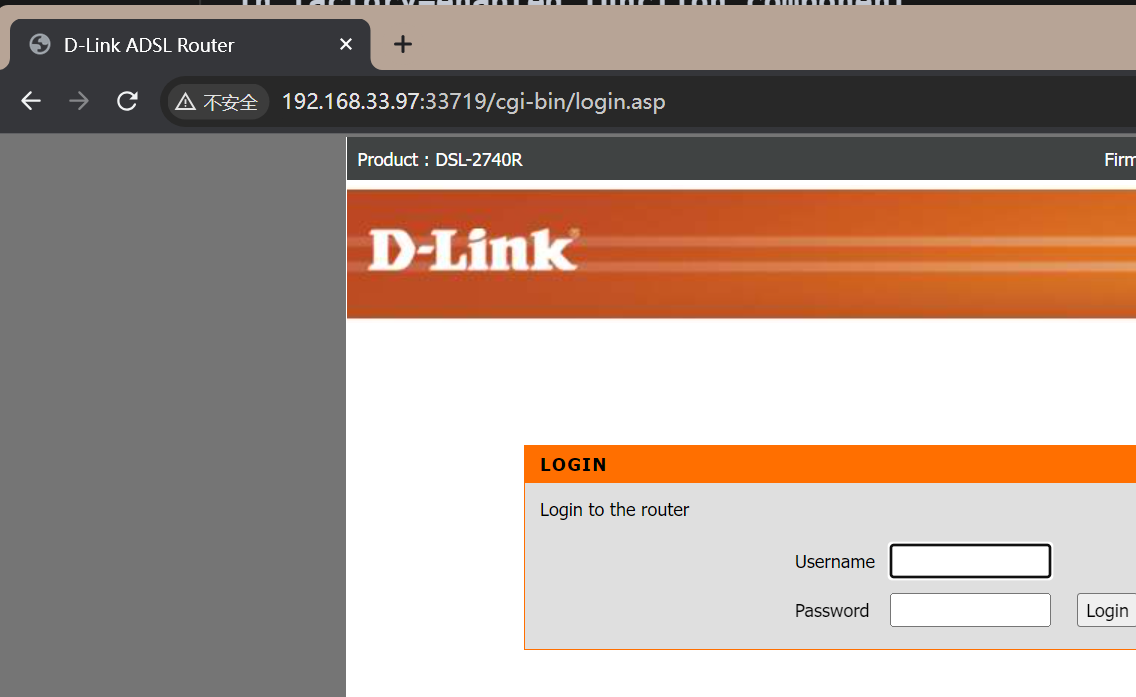 D-Link ADSL Router
不安全 192.168.33.97:33719/cgi-bin/login.asp
Product : DSL-2740R Firm
D-Link
LOGIN
Login to the router
Username
Password Login